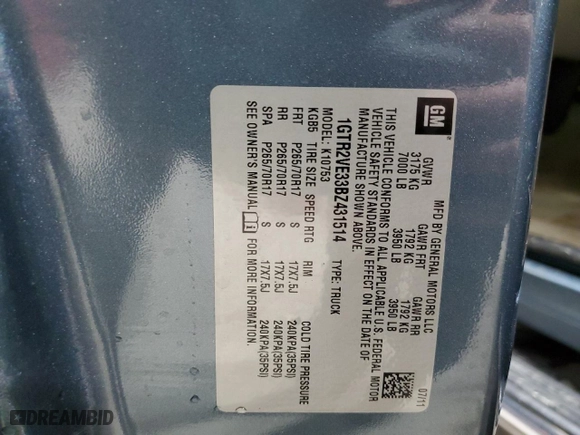 GM
MFD BY GENERAL MOTORS LLC
07/11
GVWR GAWR FRT GAWR RR
3175 KG 1792 KG 1792 KG
7000 LB 3950 LB 3950 LB
THIS VEHICLE CONFORMS TO ALL APPLICABLE U.S. FEDERAL MOTOR
VEHICLE SAFETY STANDARDS IN EFFECT ON THE DATE OF
MANUFACTURE SHOWN ABOVE.
1GTR2VE33BZ431514 TYPE: TRUCK
MODEL: K10753
KGB5 TIRE SIZE SPEED RTG RIM COLD TIRE PRESSURE
FRT P265/70R17 S 17X7.5J 240KPA(35PSI)
RR P265/70R17 S 17X7.5J 240KPA(35PSI)
SPA P265/70R17 S 17X7.5J 240KPA(35PSI)
SEE OWNER'S MANUAL FOR MORE INFORMATION.
DREAMBID